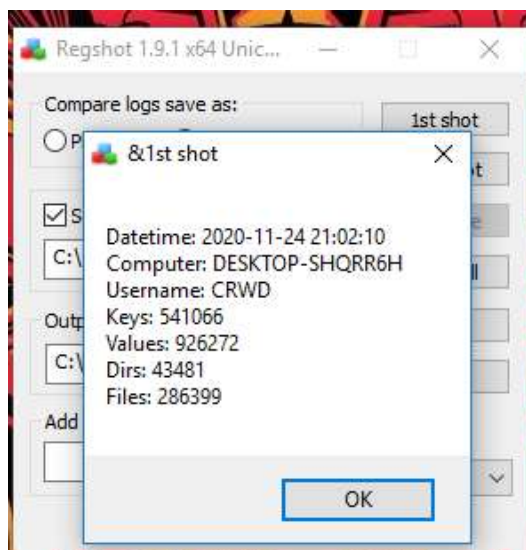 Regshot 1.9.1 x64 Unic...
Compare logs save as:
1st shot
&1st shot
Datetime: 2020-11-24 21:02:10
Computer: DESKTOP-SHQRR6H
Username: CRWD
Keys: 541066
Values: 926272
Dirs: 43481
Files: 286399
C:\
C:\
Add
OK